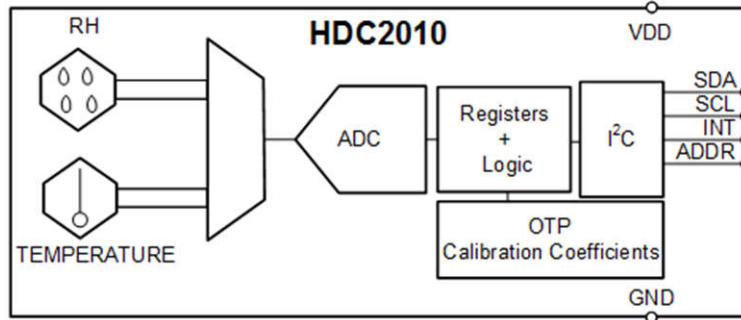 RH
HDC2010
VDD
ADC
Registers
+
Logic
I²C
SDA
SCL
INT
ADDR
TEMPERATURE
OTP
Calibration Coefficients
GND